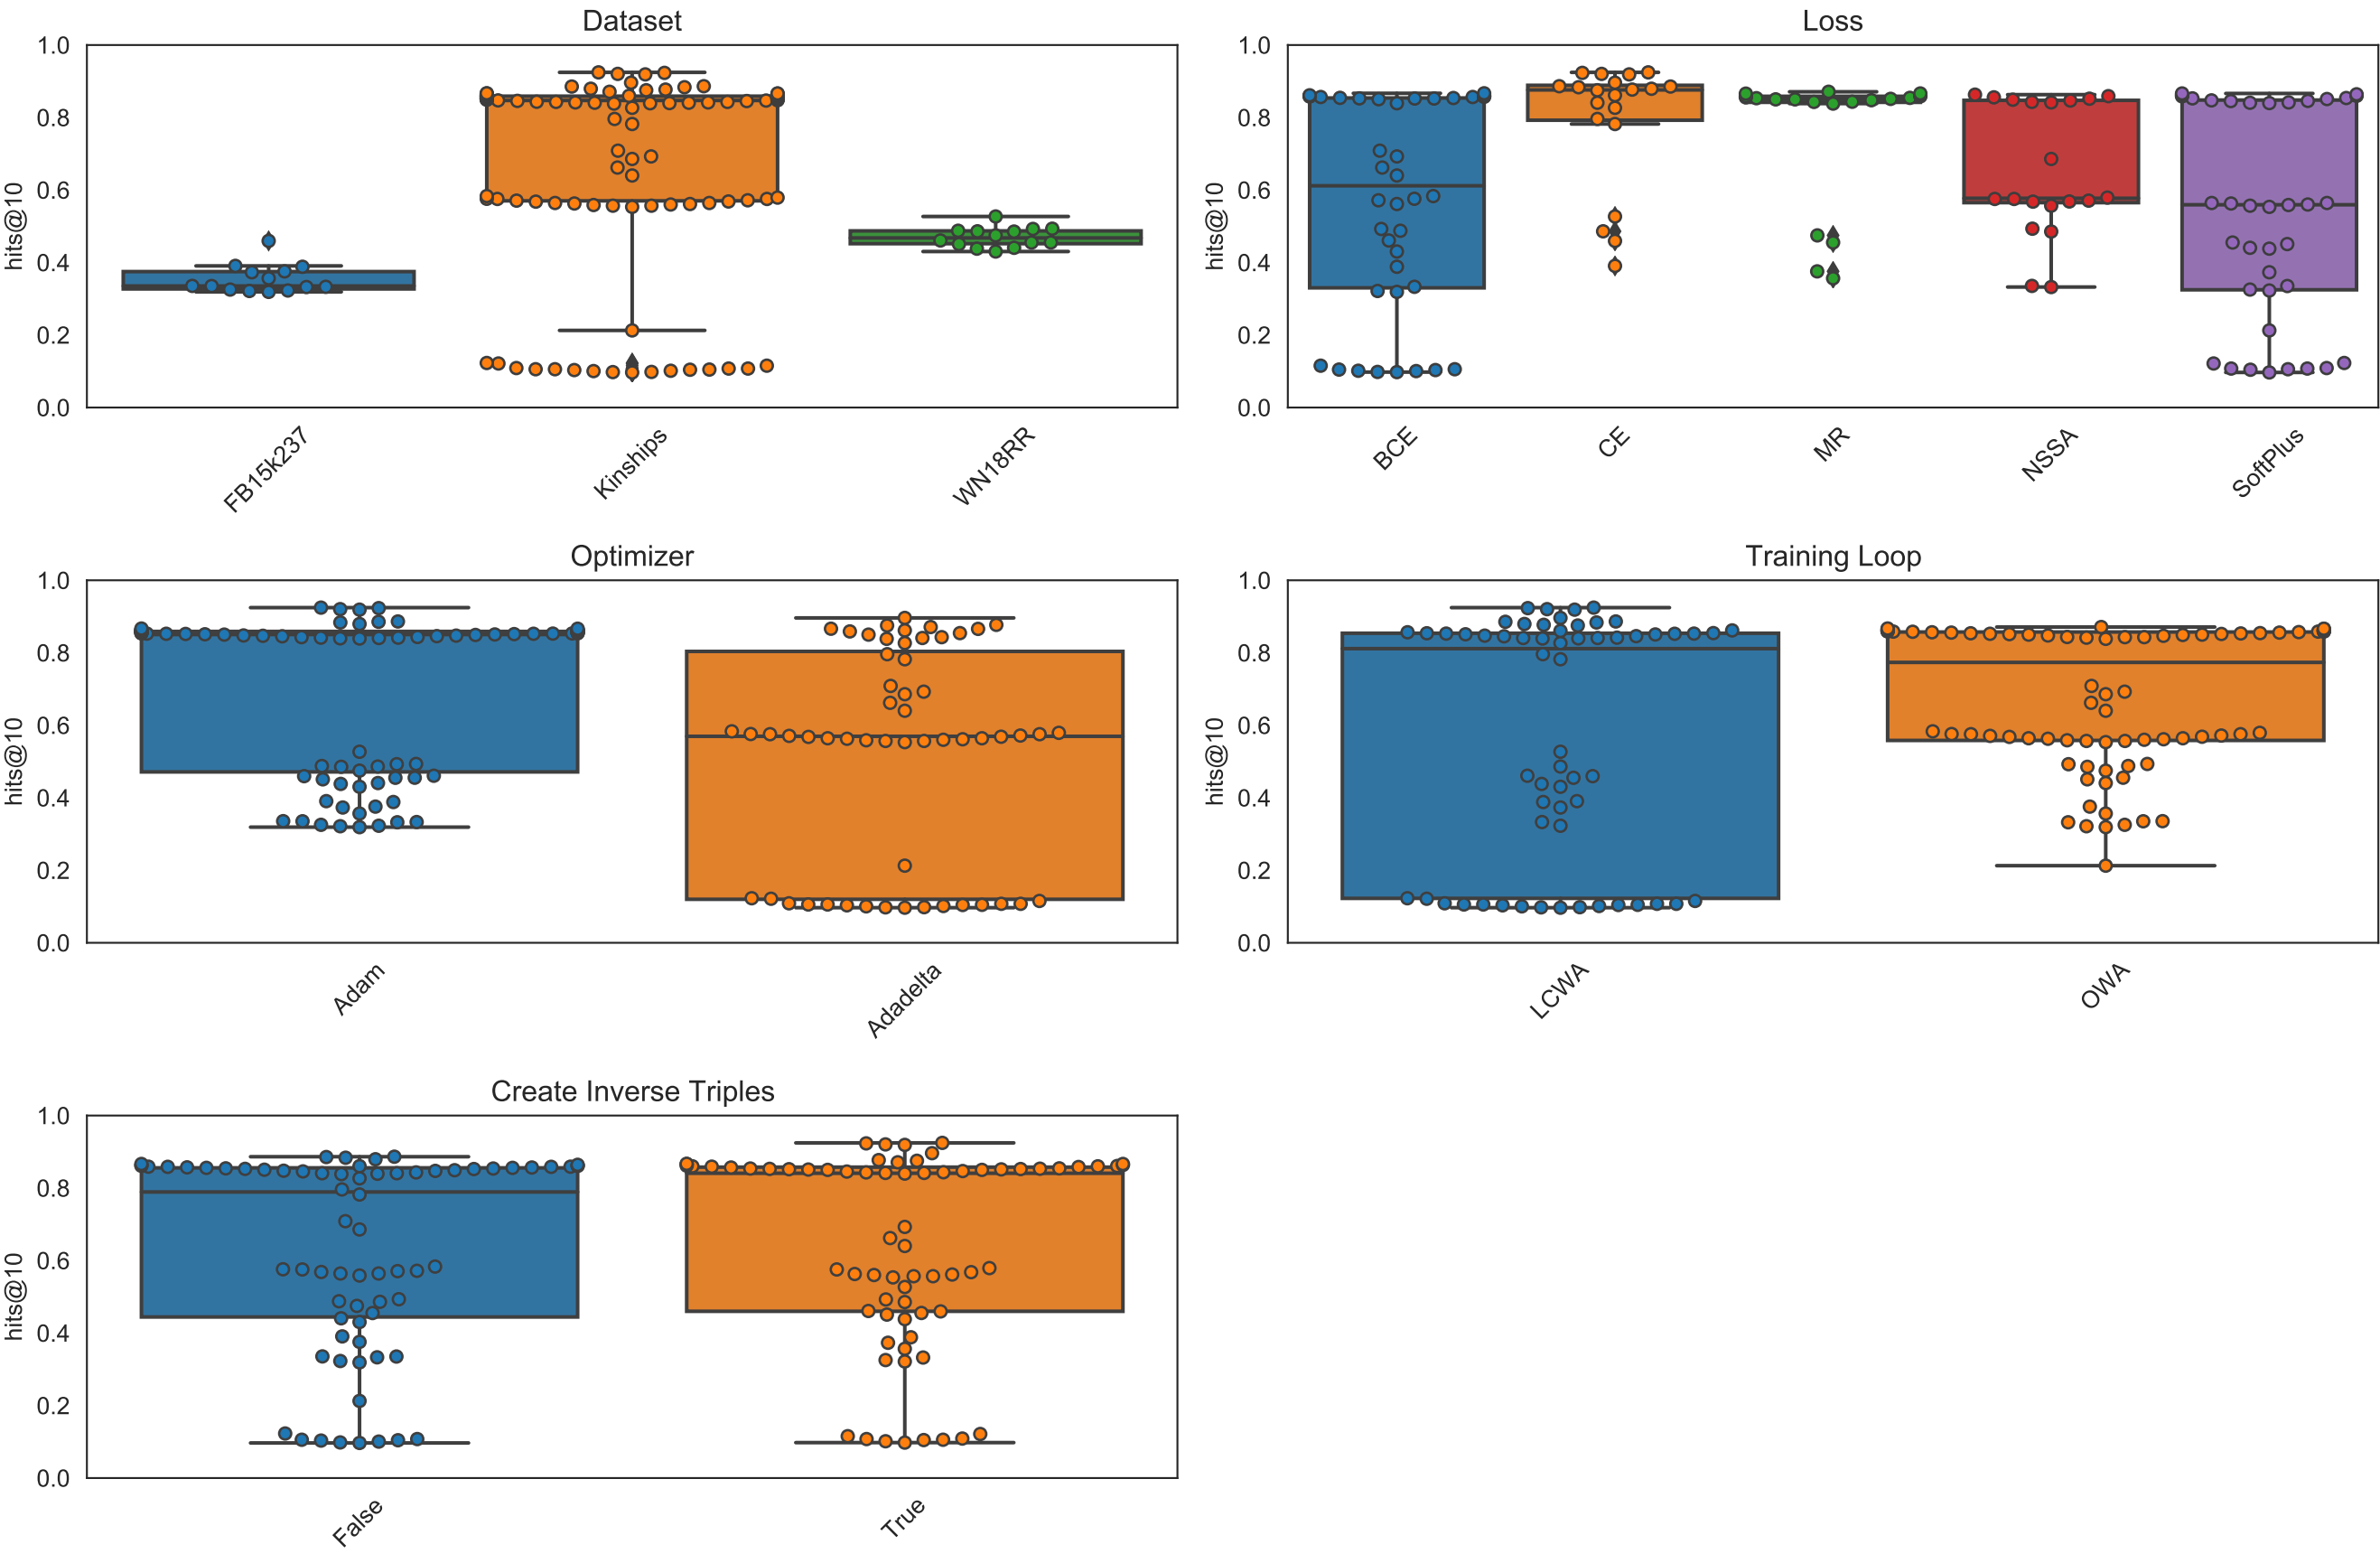 Dataset
hits@10
1.0
0.8
0.6
0.4
0.2
0.0
FB15k237
Kinships
WN18RR
Loss
hits@10
1.0
0.8
0.6
0.4
0.2
0.0
BCE
CE
MR
NSSA
SoftPlus
Optimizer
hits@10
1.0
0.8
0.6
0.4
0.2
0.0
Adam
Adadelta
Training Loop
hits@10
1.0
0.8
0.6
0.4
0.2
0.0
LCWA
OWA
Create Inverse Triples
hits@10
1.0
0.8
0.6
0.4
0.2
0.0
False
True